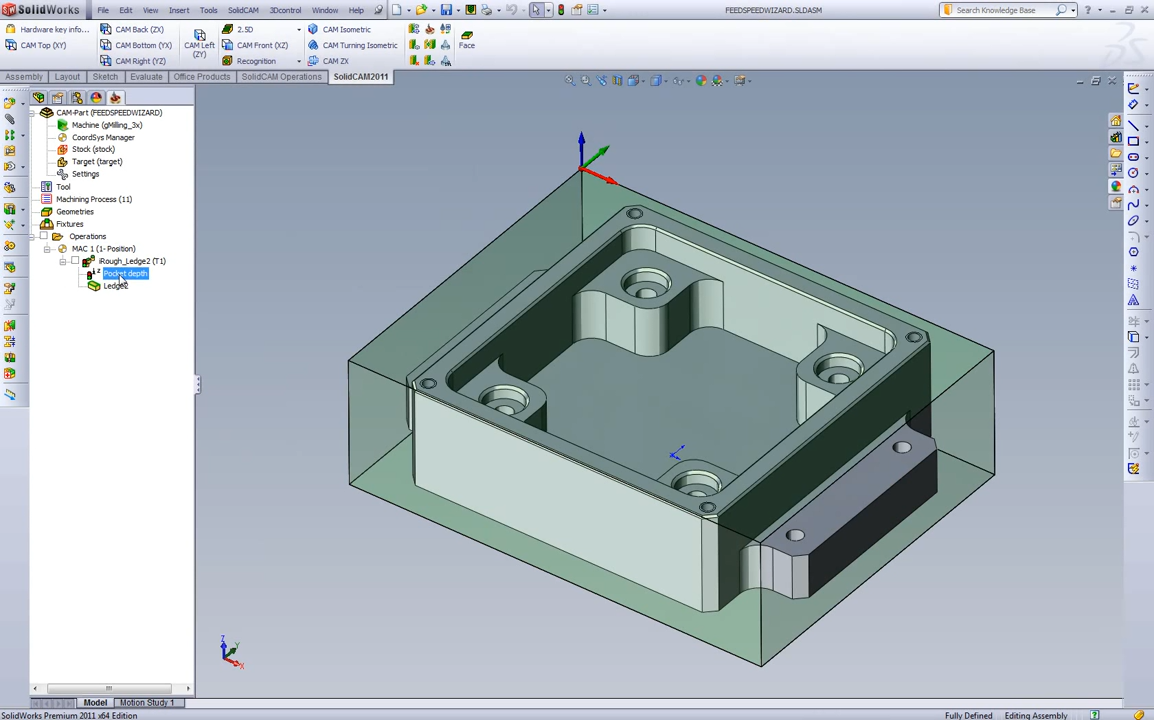 SolidWorks
File Edit View Insert Tools SolidCAM 3Dcontrol Window Help
FEEDSPEEDWIZARD.SLDASM
Search Knowledge Base
Hardware key info...
CAM Top (XY)
CAM Back (ZX)
CAM Bottom (YX)
CAM Right (YZ)
CAM Left
(ZY)
2.5D
CAM Front (XZ)
Recognition
CAM Isometric
CAM Turning Isometric
CAM ZX
Face
Assembly Layout Sketch Evaluate Office Products SolidCAM Operations SolidCAM2011
CAM-Part (FEEDSPEEDWIZARD)
Machine (gMilling_3x)
CoordSys Manager
Stock (stock)
Target (target)
Settings
Tool
Machining Process (11)
Geometries
Fixtures
Operations
MAC 1 (1- Position)
iRough_Ledge2 (T1)
Pocket depth
Ledge2
Z
Y
X
Model Motion Study 1
SolidWorks Premium 2011 x64 Edition
Fully Defined
Editing Assembly